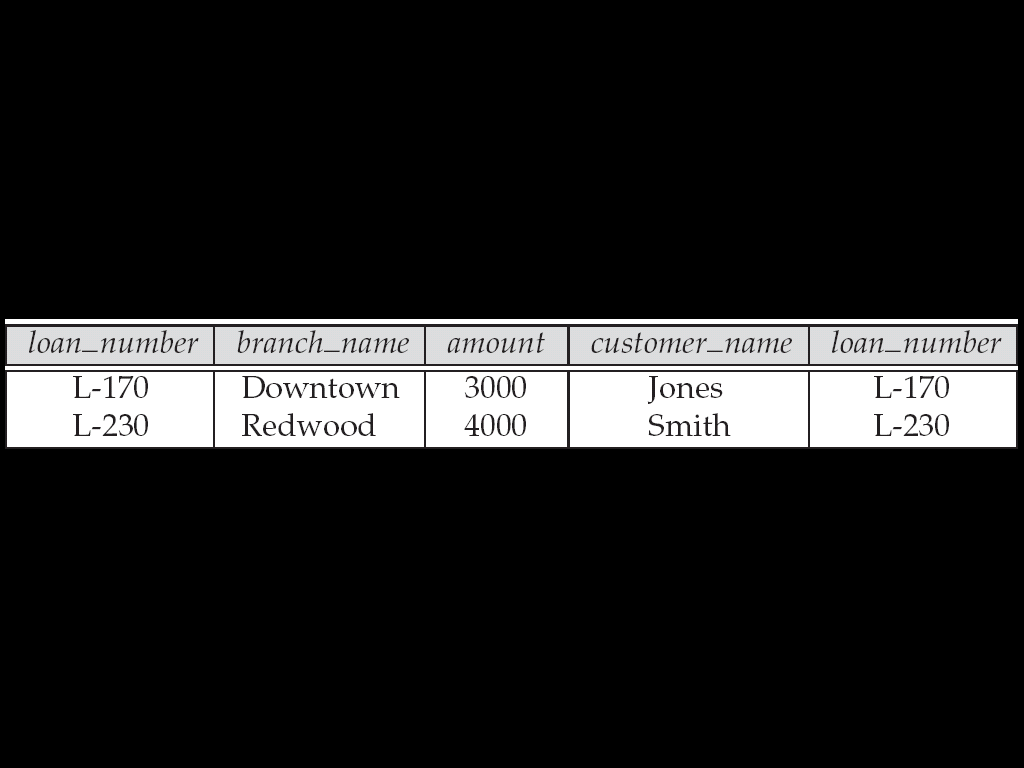 loan_number branch_name amount customer_name loan_number
L-170 Downtown 3000 Jones L-170
L-230 Redwood 4000 Smith L-230